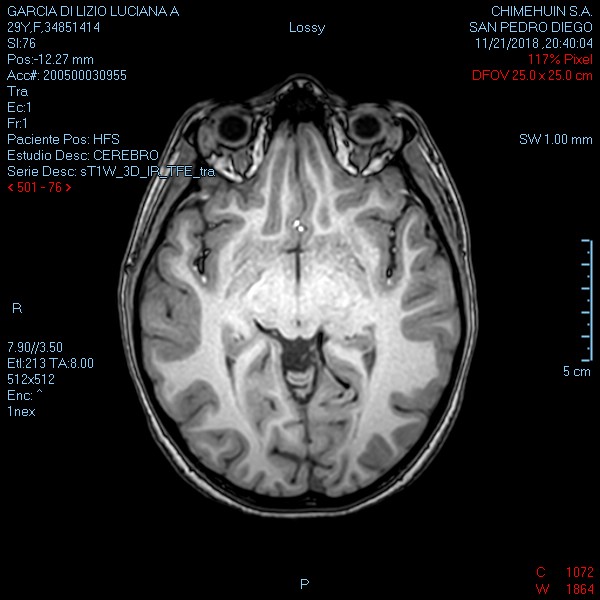 GARCIA DI LIZIO LUCIANA A
29Y,F,34851414
Sl:76
Pos:-12.27 mm
Acc#: 200500030955
Tra
Ec:1
Fr:1
Paciente Pos: HFS
Estudio Desc: CEREBRO
Serie Desc: sT1W_3D_IR_TFE_tra
< 501 - 76 >
Lossy
CHIMEHUIN S.A.
SAN PEDRO DIEGO
11/21/2018 ,20:40:04
117% Pixel
DFOV 25.0 x 25.0 cm
SW 1.00 mm
R
5 cm
7.90//3.50
Etl:213 TA:8.00
512x512
Enc: ^
1nex
P
C 1072
W 1864